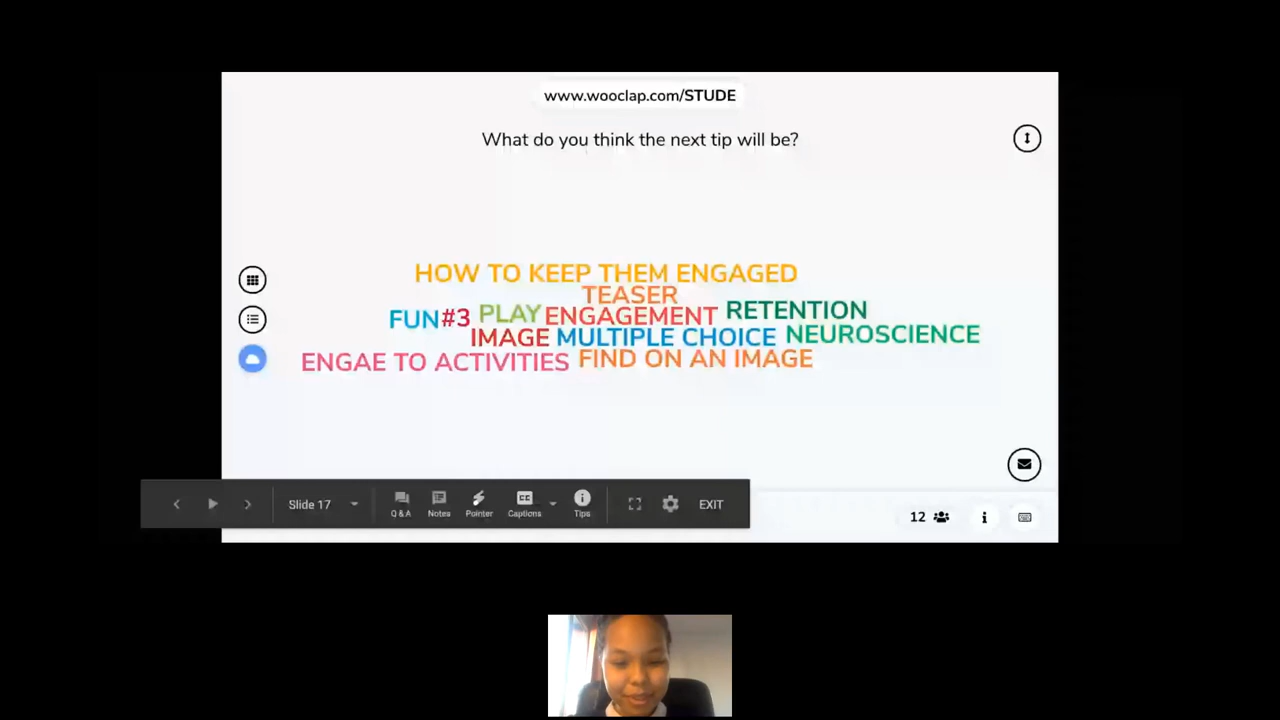 www.wooclap.com/STUDE
What do you think the next tip will be?
HOW TO KEEP THEM ENGAGED
TEASER
FUN #3 PLAY ENGAGEMENT RETENTION
IMAGE MULTIPLE CHOICE NEUROSCIENCE
ENGAE TO ACTIVITIES FIND ON AN IMAGE
Slide 17 Q & A Notes Pointer CC Captions Tips EXIT
12